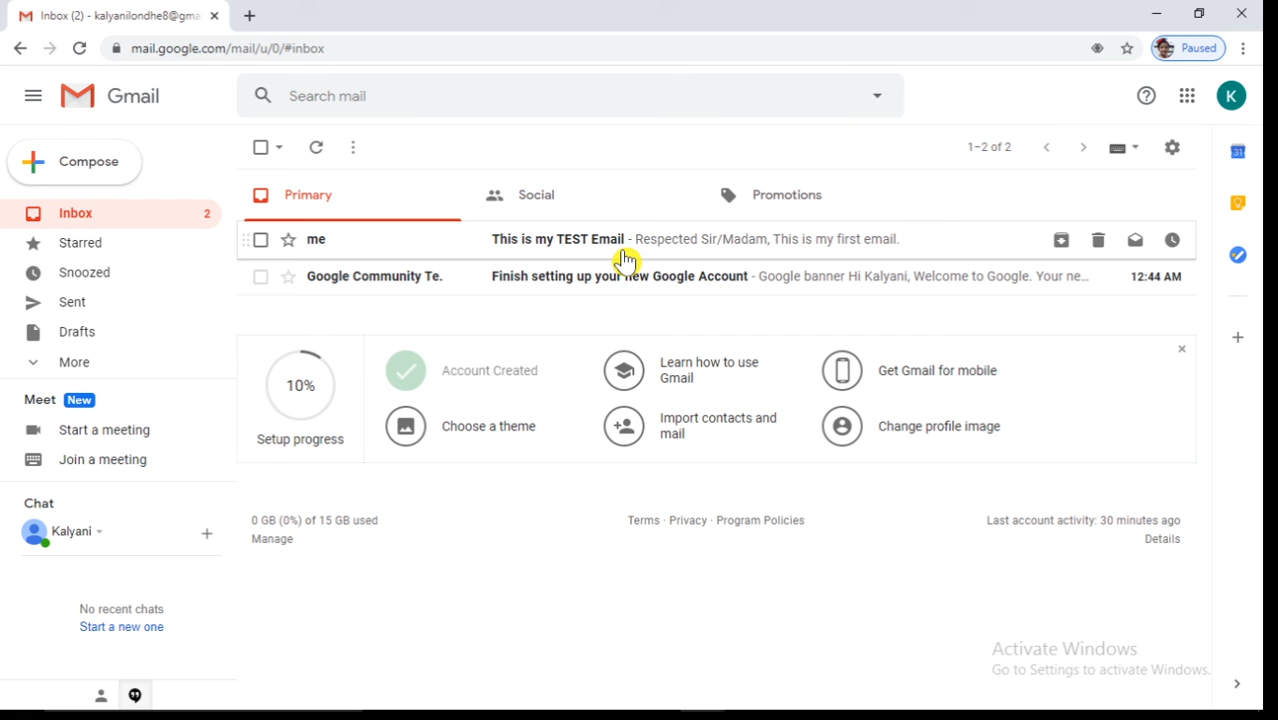 Inbox (2) - kalyanilondhe8@gma
mail.google.com/mail/u/0/#inbox
Paused
Gmail
Search mail
K
Compose
1–2 of 2
Inbox 2
Primary
Social
Promotions
Starred
me
This is my TEST Email - Respected Sir/Madam, This is my first email.
Snoozed
Google Community Te.
Finish setting up your new Google Account - Google banner Hi Kalyani, Welcome to Google. Your ne...
12:44 AM
Sent
Drafts
More
10%
Setup progress
Account Created
Learn how to use
Gmail
Get Gmail for mobile
Choose a theme
Import contacts and
mail
Change profile image
Meet New
Start a meeting
Join a meeting
Chat
Kalyani
0 GB (0%) of 15 GB used
Manage
Terms · Privacy · Program Policies
Last account activity: 30 minutes ago
Details
No recent chats
Start a new one
31
Activate Windows
Go to Settings to activate Windows.